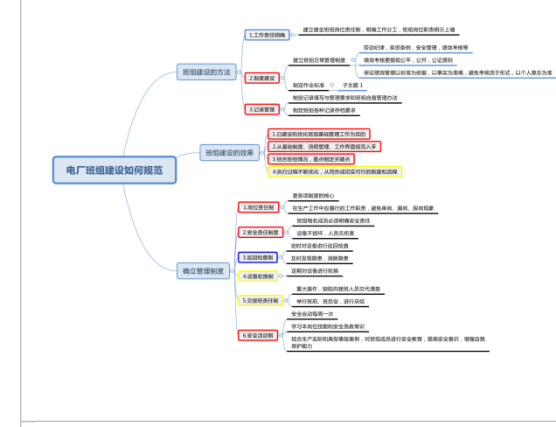 电厂班组建设如何规范
班组建设的方法
1.工作责任明确
建立健全班组岗位责任制，明确工作分工，班组岗位职责明示上墙
2.制度建设
建立班组日常管理制度
劳动纪律，奖惩条例，安全管理，绩效考核等
绩效考核要提现公平，公开，公正原则
保证绩效管理以标准为依据，以事实为准绳，避免考核流于形式，以个人意志为准
制定作业标准
子主题 1
3.记录管理
制定记录填写与管理要求和班组自查管理办法
制定班组各种记录存档要求
班组建设的效果
1.已建设和优化班组基础管理工作为目的
2.从基础制度、流程管理、工作界面规范入手
3.结合班组情况，重点制定关键点
4.执行过程不断优化，从而形成切实可行的制度和流程
确立管理制度
1.岗位责任制
是各项制度的核心
在生产工作中应履行的工作职责，避免串岗、漏岗、脱岗现象
2.安全责任制度
班组每名成员必须明确安全责任
设备不损坏，人员无伤害
3.巡回检查制
定时对设备进行巡回检查
及时发现隐患，消除隐患
4.设备轮换制
定期对设备进行轮换
5.交接班责任制
重大操作，缺陷向接班人员交代清楚
举行班前、班后会，进行总结
6.安全活动制
安全会动每周一次
学习本岗位技能和安全急救常识
结合生产实际和典型事故案例，对班组成员进行安全教育，提高安全意识，增强自我
保护能力